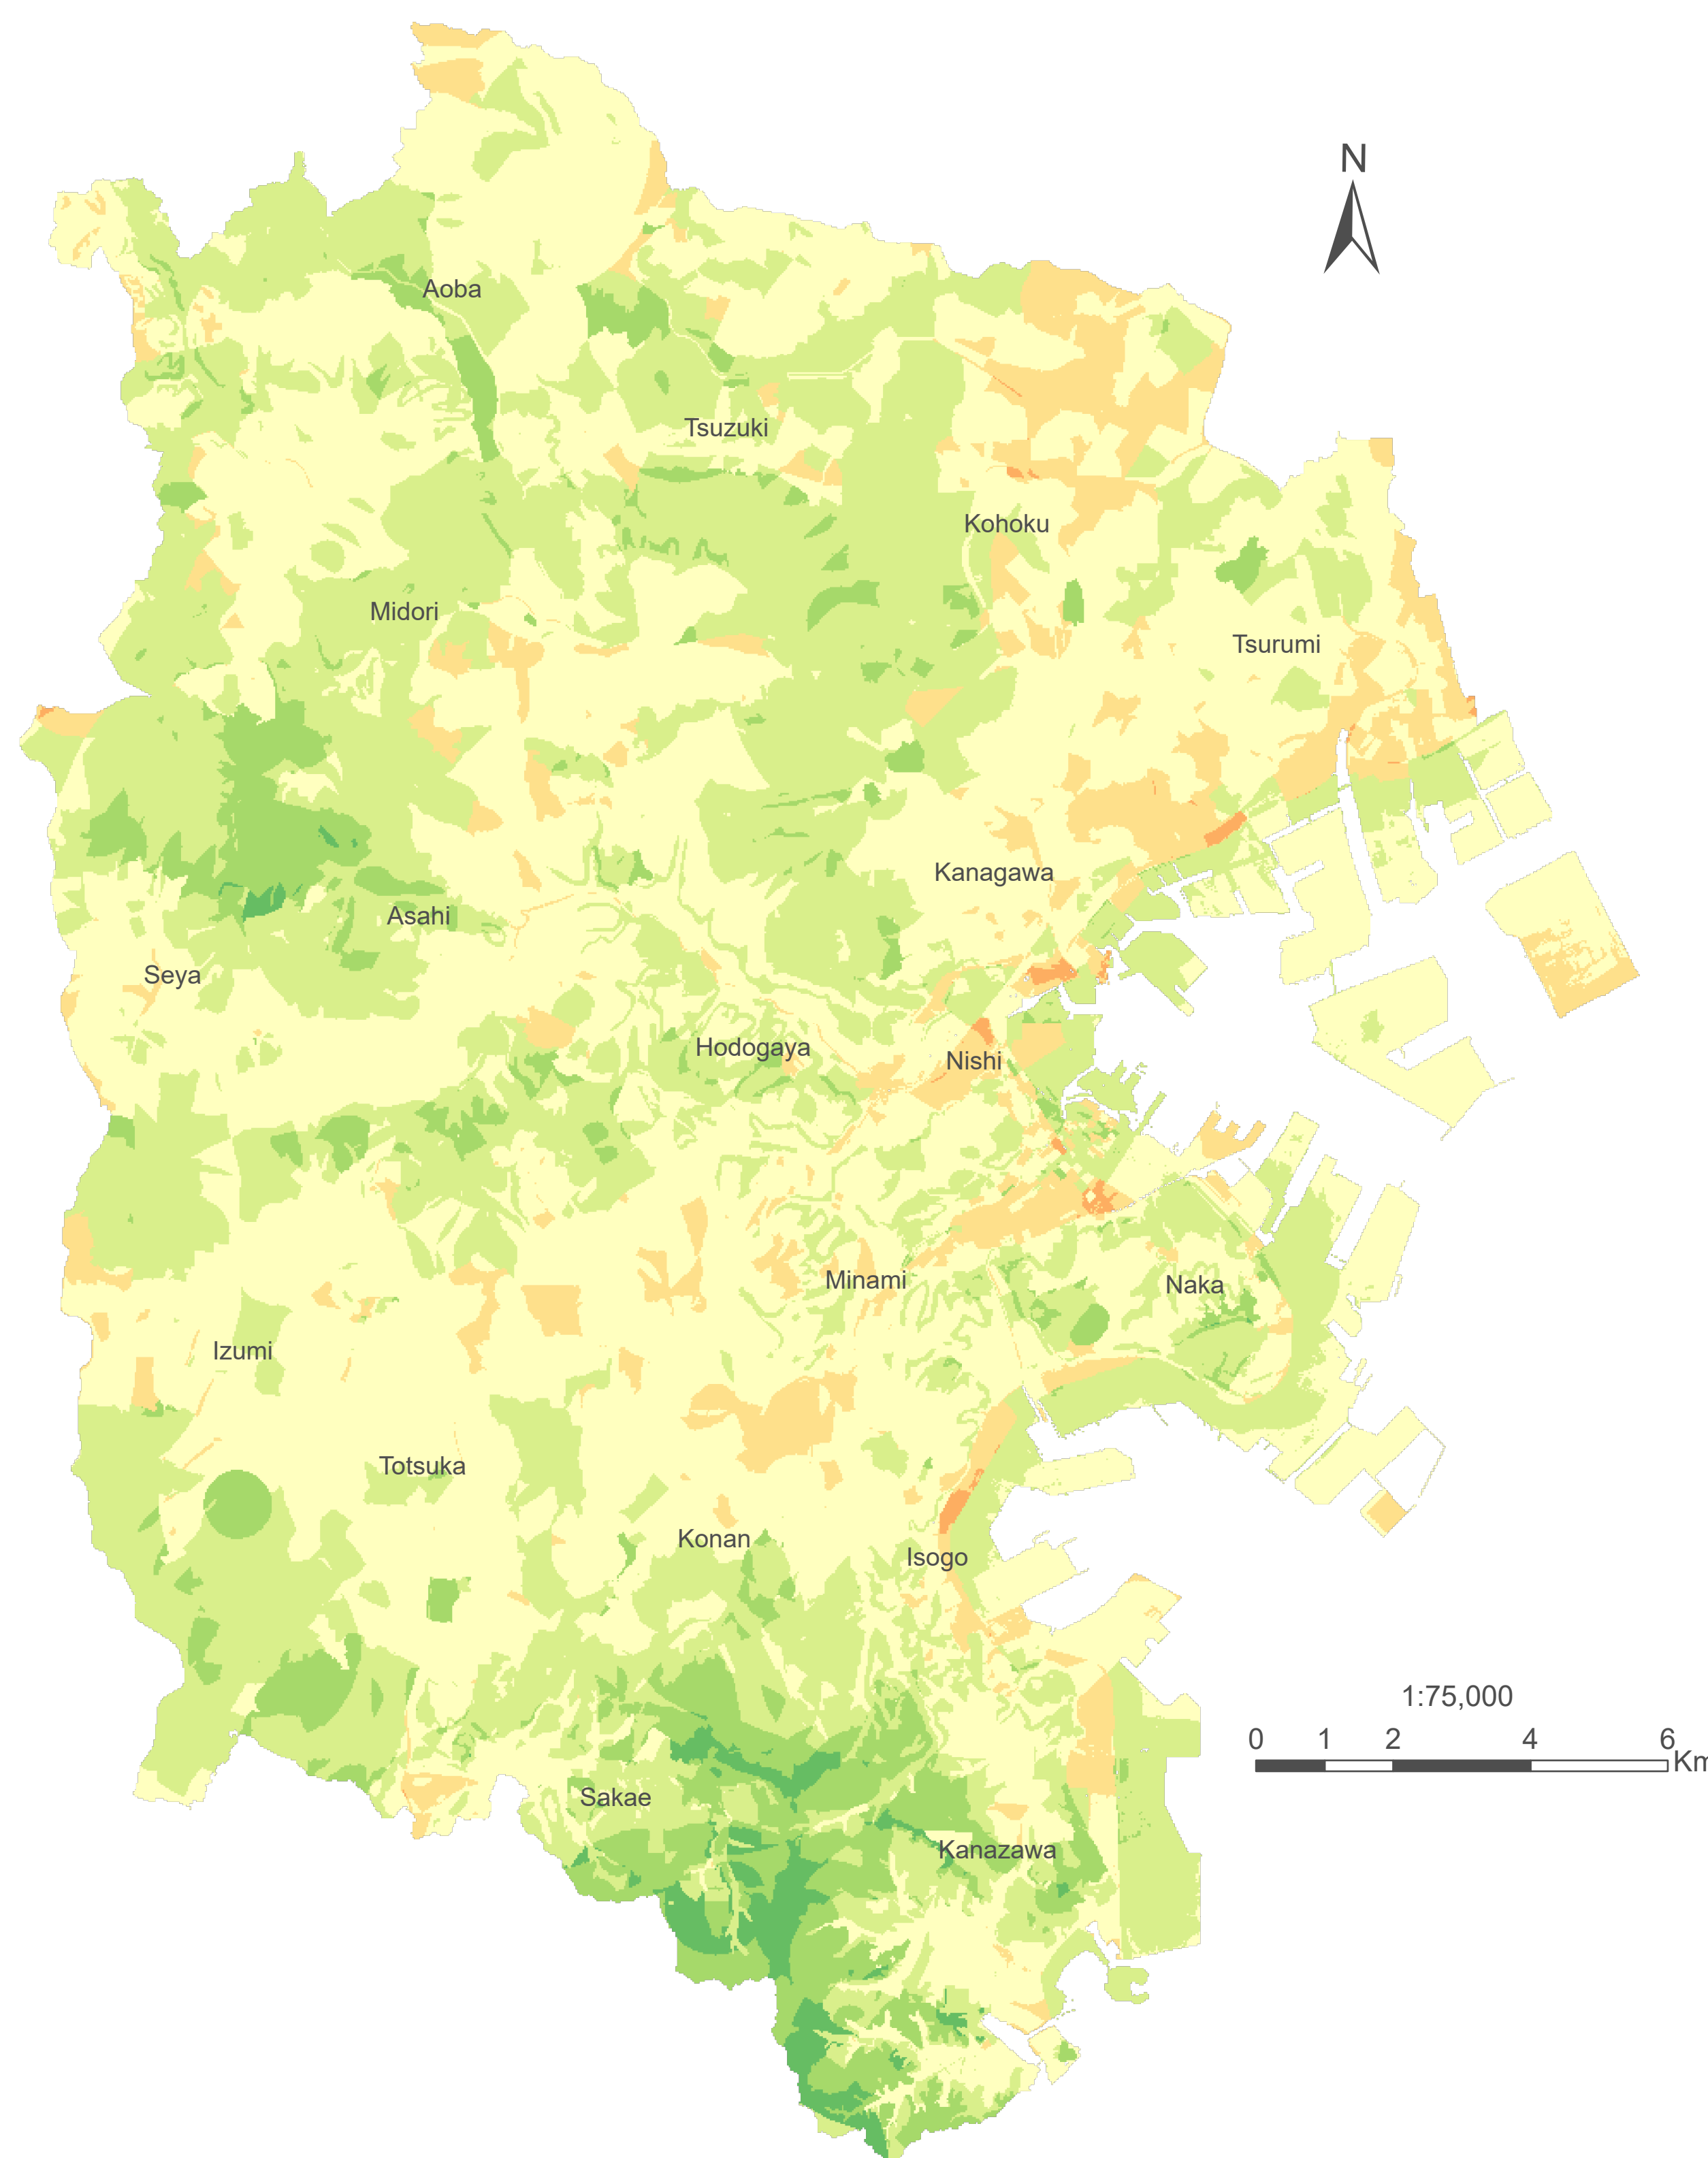 N
Aoba
Tsuzuki
Kohoku
Midori
Tsurumi
Kanagawa
Asahi
Seya
Hodogaya
Nishi
Minami
Naka
Izumi
Totsuka
Konan
Isogo
1:75,000
0 1 2 4 6
Km
Sakae
Kanazawa